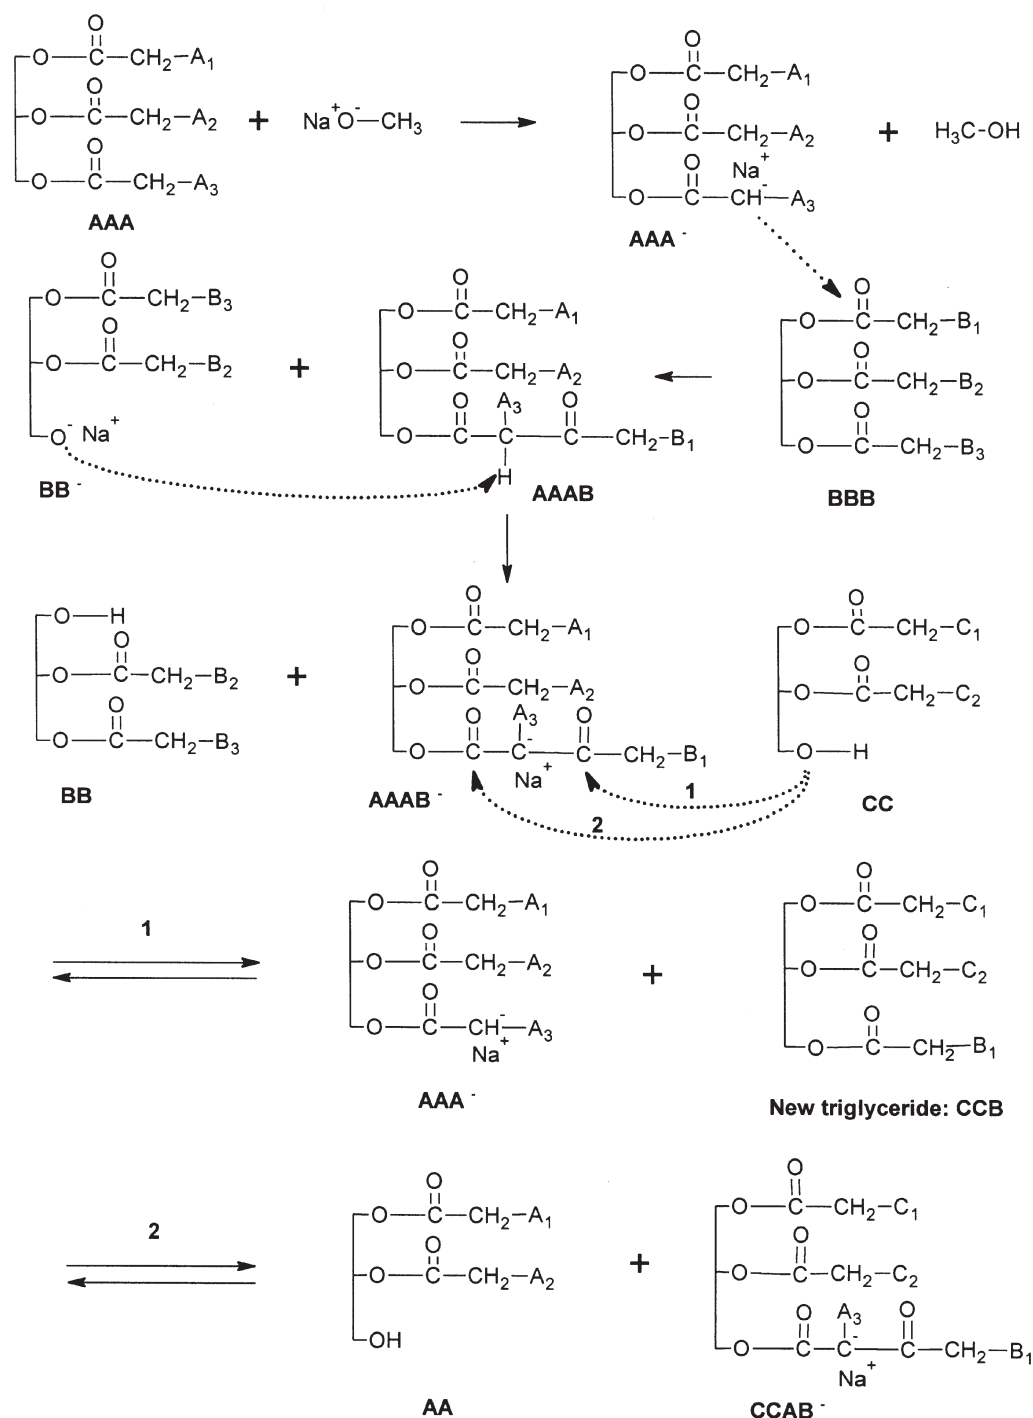 O
O—C—CH2—A1
O
O—C—CH2—A2
O
O—C—CH2—A3
AAA
+
Na+O-—CH3
O
O—C—CH2—A1
O
O—C—CH2—A2
O Na+
O—C—CH-—A3
AAA -
+
H3C-OH
O
O—C—CH2—B3
O
O—C—CH2—B2
O- Na+
BB -
+
O
O—C—CH2—A1
O
O—C—CH2—A2
O A3 O
O—C—C—C—CH2—B1
H
AAAB
O
O—C—CH2—B1
O
O—C—CH2—B2
O
O—C—CH2—B3
BBB
O—H
O
O—C—CH2—B2
O
O—C—CH2—B3
BB
+
O
O—C—CH2—A1
O
O—C—CH2—A2
O A3 O
O—C—C-—C—CH2—B1
Na+
AAAB -
O
O—C—CH2—C1
O
O—C—CH2—C2
O—H
CC
1
2
1
O
O—C—CH2—A1
O
O—C—CH2—A2
O
O—C—CH-—A3
Na+
AAA -
+
O
O—C—CH2—C1
O
O—C—CH2—C2
O
O—C—CH2—B1
New triglyceride: CCB
2
O
O—C—CH2—A1
O
O—C—CH2—A2
OH
AA
+
O
O—C—CH2—C1
O
O—C—CH2—C2
O A3 O
O—C—C-—C—CH2—B1
Na+
CCAB -